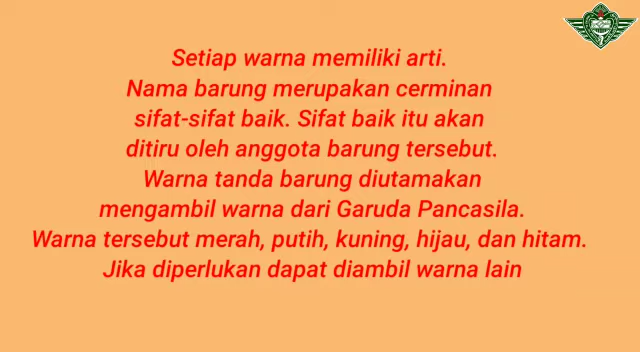 Setiap warna memiliki arti.
Nama barung merupakan cerminan
sifat-sifat baik. Sifat baik itu akan
ditiru oleh anggota barung tersebut.
Warna tanda barung diutamakan
mengambil warna dari Garuda Pancasila.
Warna tersebut merah, putih, kuning, hijau, dan hitam.
Jika diperlukan dapat diambil warna lain